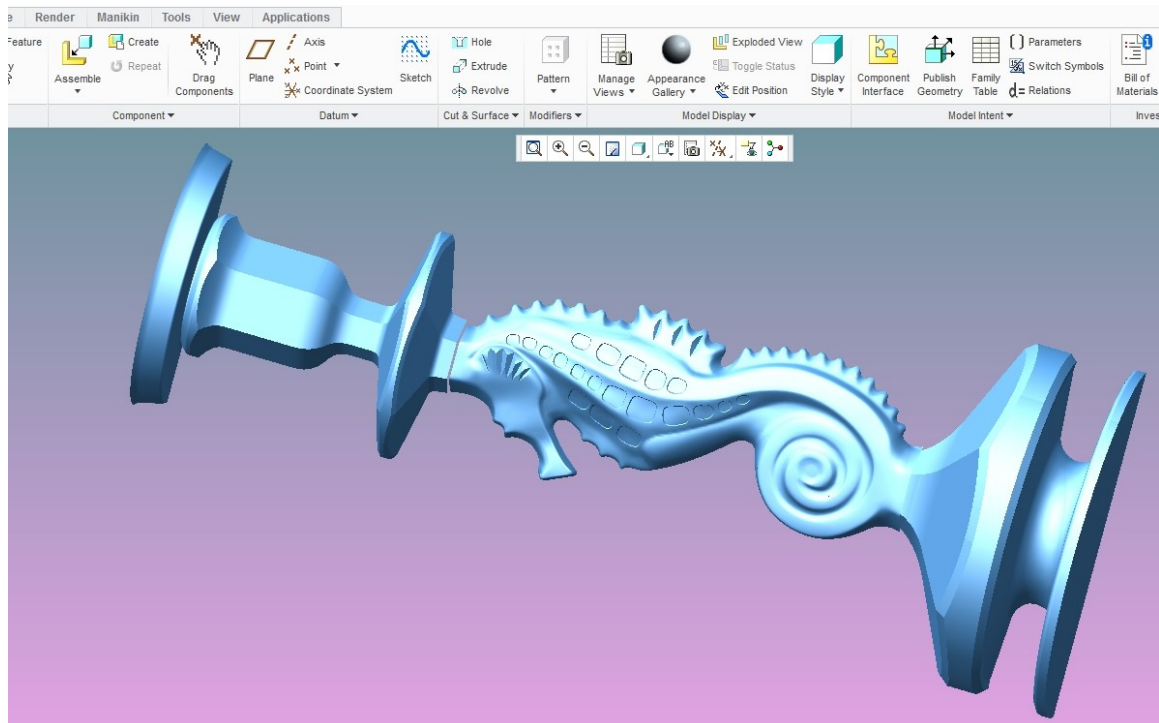 e Render Manikin Tools View Applications
Feature
y
Assemble
Create
Repeat
Drag Components
Plane
Axis
Point
Coordinate System
Sketch
Hole
Extrude
Revolve
Pattern
Manage Views
Appearance Gallery
Exploded View
Toggle Status
Edit Position
Display Style
Component Interface
Publish Geometry
Family Table
Parameters
Switch Symbols
d= Relations
Bill of Materials
Component Datum Cut & Surface Modifiers Model Display Model Intent Inves